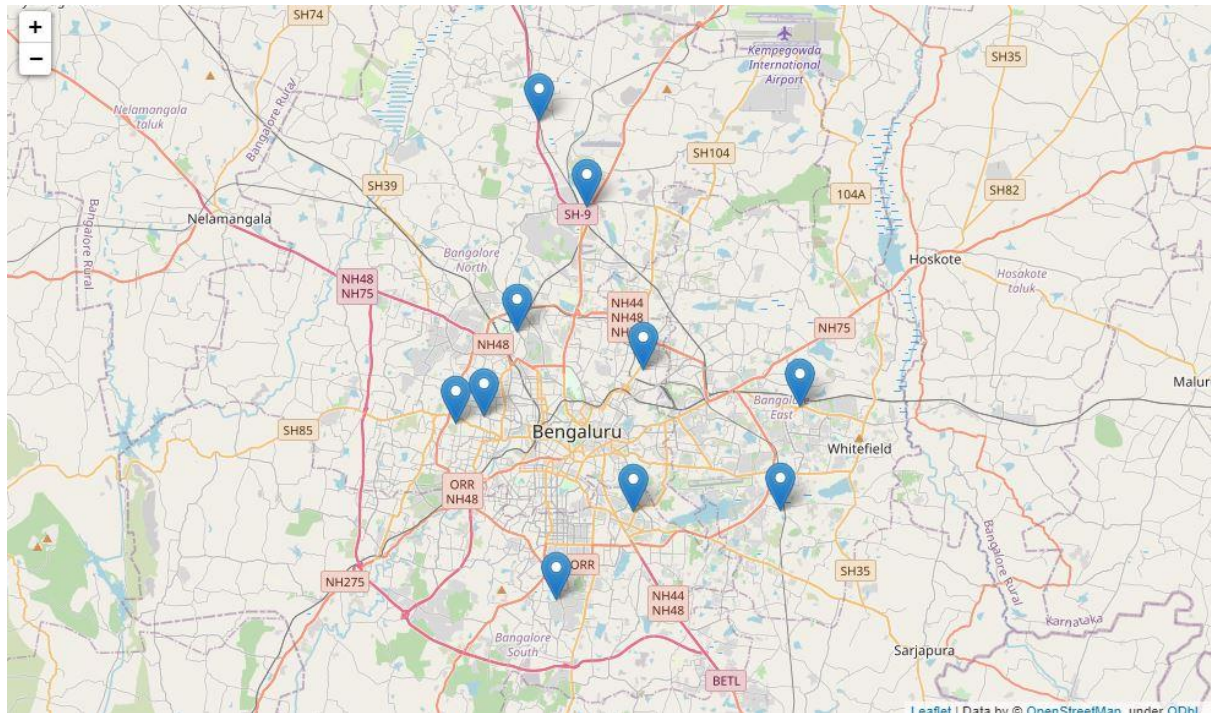 +
−
SH74
Kempegowda
International
Airport
SH35
Nelamangala
taluk
Bangalore Rural
SH104
SH39
104A
SH82
Nelamangala
SH-9
Bangalore Rural
Bangalore
North
Hoskote
Hosakote
taluk
NH48
NH75
NH44
NH48
NH75
NH48
Malur
Bangalore
East
SH85
Bengaluru
Whitefield
ORR
NH48
Bangalore Rural
ORR
SH35
NH275
NH44
NH48
Karnataka
Bangalore
South
Sarjapura
BETL
Leaflet | Data by © OpenStreetMap, under ODbL